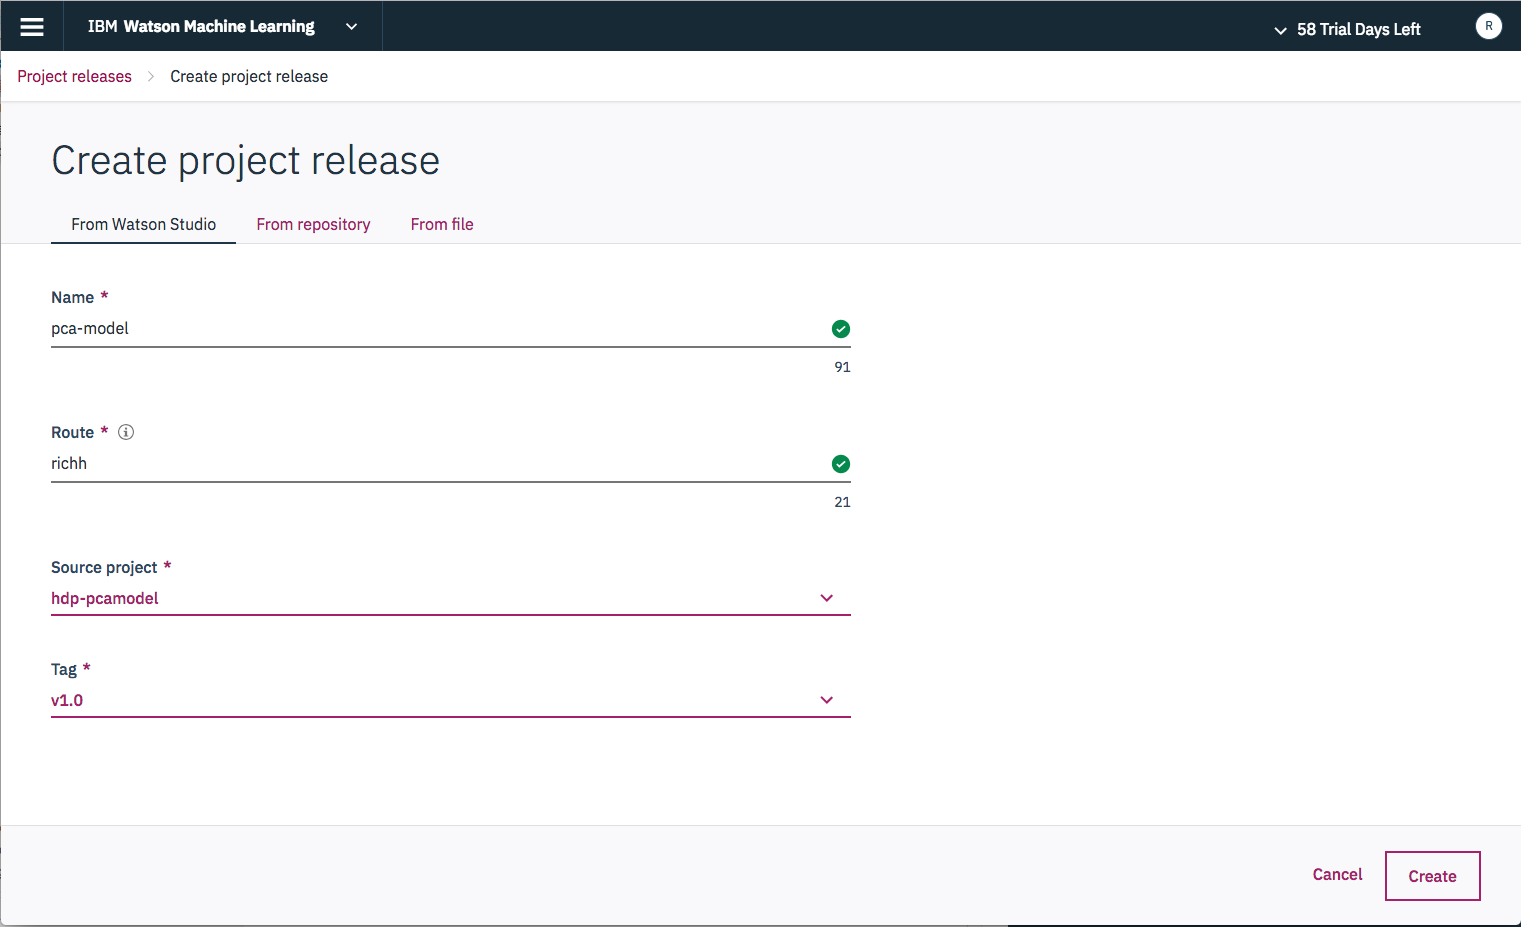 IBM Watson Machine Learning
58 Trial Days Left
R
Project releases > Create project release
Create project release
From Watson Studio From repository From file
Name *
pca-model
91
Route *
richh
21
Source project *
hdp-pcamodel
Tag *
v1.0
Cancel Create